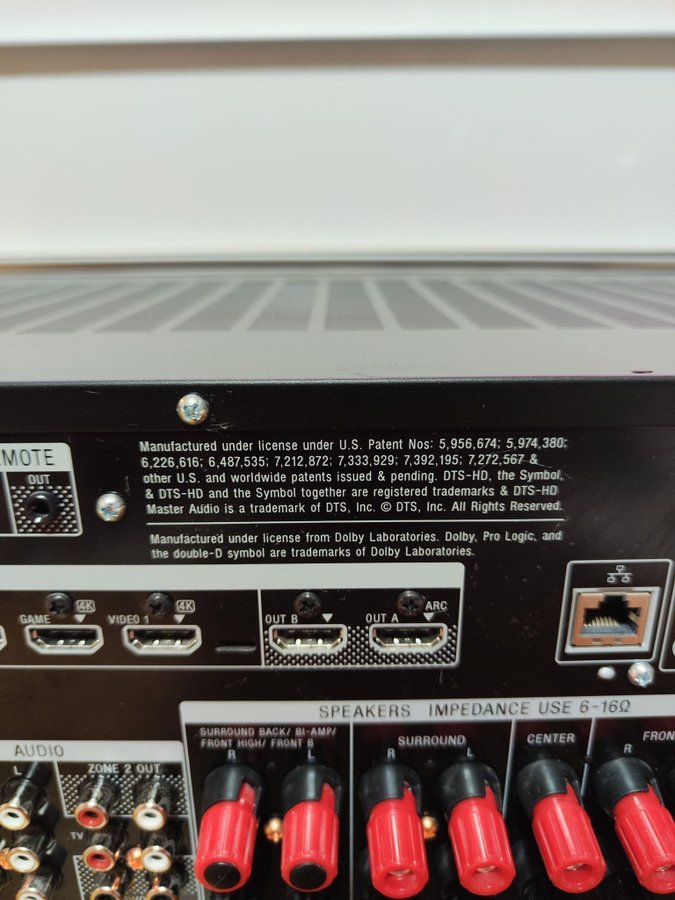 Manufactured under license under U.S. Patent Nos: 5,956,674; 5,974,380;
6,226,616; 6,487,535; 7,212,872; 7,333,929; 7,392,195; 7,272,567 &
other U.S. and worldwide patents issued & pending. DTS-HD, the Symbol,
& DTS-HD and the Symbol together are registered trademarks & DTS-HD
Master Audio is a trademark of DTS, Inc. © DTS, Inc. All Rights Reserved.
Manufactured under license from Dolby Laboratories. Dolby, Pro Logic, and
the double-D symbol are trademarks of Dolby Laboratories.
EMOTE
OUT
GAME 4K
VIDEO 1 4K
OUT B
OUT A ARC
SPEAKERS IMPEDANCE USE 6-16Ω
SURROUND BACK/ BI-AMP/
FRONT HIGH/ FRONT B
R L
SURROUND
R L
CENTER
FRON
R
AUDIO
L
ZONE 2 OUT
TV